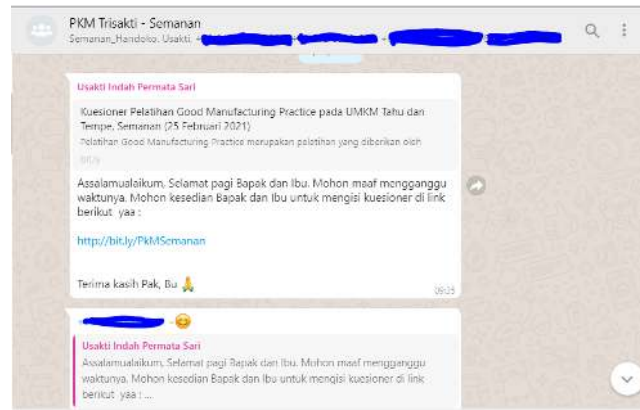 PKM Trisakti - Semanan
Semanan_Handoko, Usakti,
Usakti Indah Permata Sari
Kuesioner Pelatihan Good Manufacturing Practice pada UMKM Tahu dan
Tempe, Semanan (25 Februari 2021)
Pelatihan Good Manufacturing Practice merupakan pelatihan yang diberikan oleh
bit.ly
Assalamualaikum, Selamat pagi Bapak dan Ibu. Mohon maaf mengganggu
waktunya. Mohon kesedian Bapak dan Ibu untuk mengisi kuesioner di link
berikut yaa :
http://bit.ly/PkMSemanan
Terima kasih Pak, Bu 🙏
09:25
Usakti Indah Permata Sari
Assalamualaikum, Selamat pagi Bapak dan Ibu. Mohon maaf mengganggu
waktunya. Mohon kesedian Bapak dan Ibu untuk mengisi kuesioner di link
berikut yaa : ...